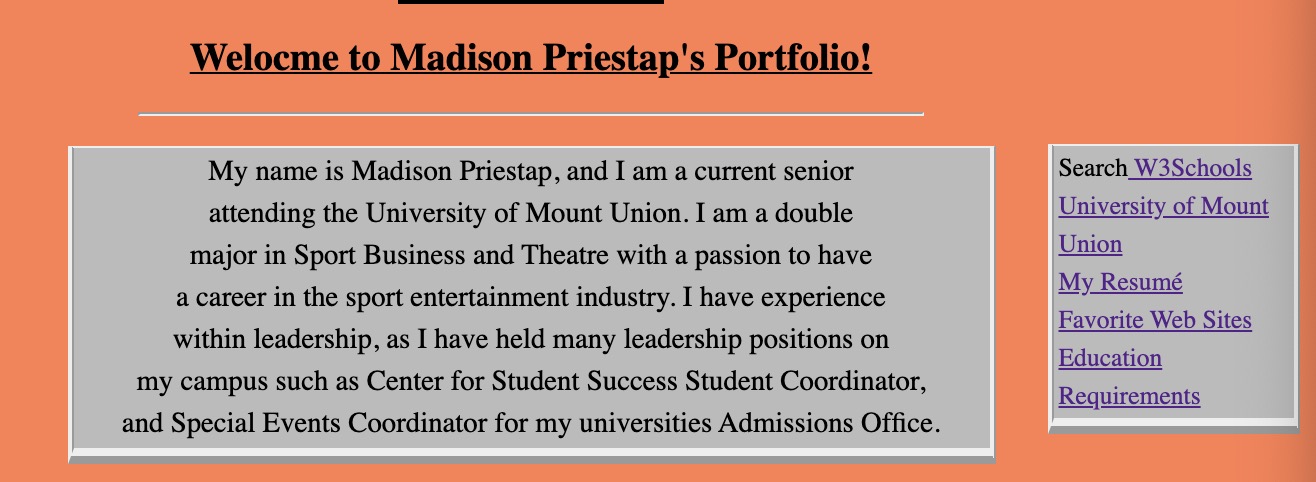 Welocme to Madison Priestap's Portfolio!
My name is Madison Priestap, and I am a current senior
attending the University of Mount Union. I am a double
major in Sport Business and Theatre with a passion to have
a career in the sport entertainment industry. I have experience
within leadership, as I have held many leadership positions on
my campus such as Center for Student Success Student Coordinator,
and Special Events Coordinator for my universities Admissions Office.
Search W3Schools
University of Mount
Union
My Resumé
Favorite Web Sites
Education
Requirements